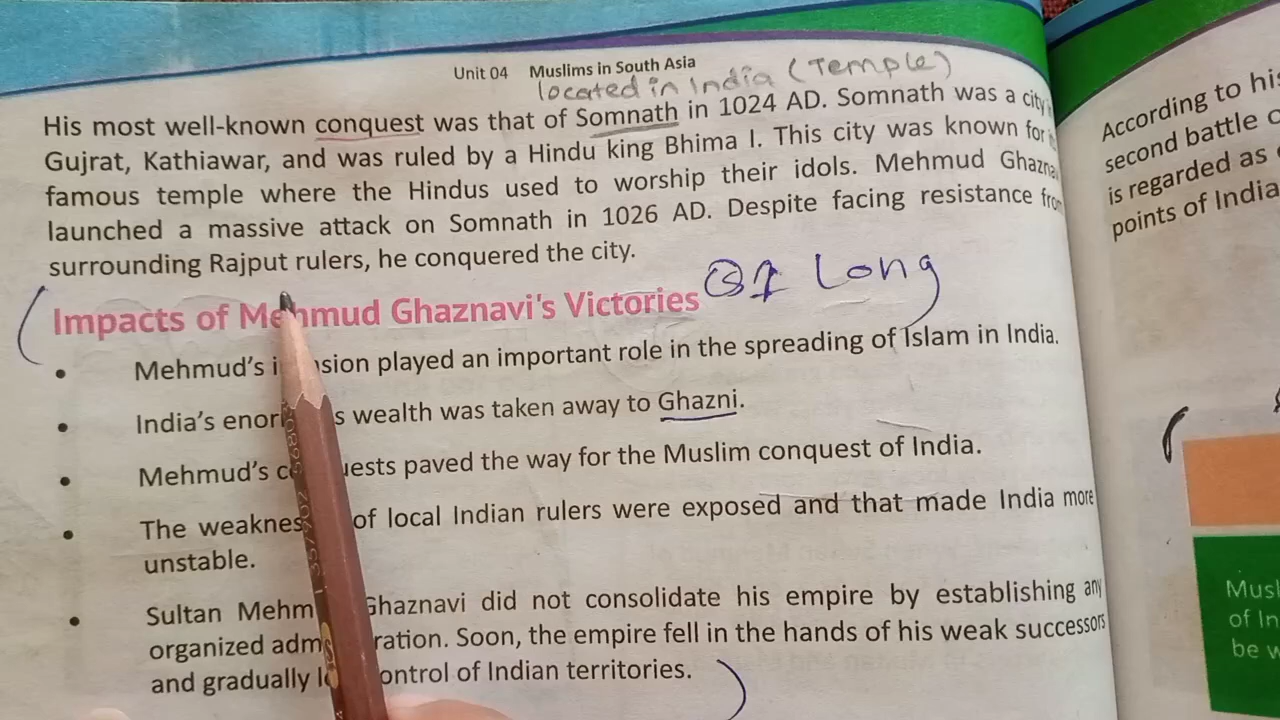 Unit 04 Muslims in South Asia
located in India (Temple)
His most well-known conquest was that of Somnath in 1024 AD. Somnath was a city
Gujrat, Kathiawar, and was ruled by a Hindu king Bhima I. This city was known for
famous temple where the Hindus used to worship their idols. Mehmud Ghazna
launched a massive attack on Somnath in 1026 AD. Despite facing resistance from
surrounding Rajput rulers, he conquered the city.
Impacts of Mehmud Ghaznavi's Victories Q1 Long
• Mehmud's sion played an important role in the spreading of Islam in India.
• India's enor s wealth was taken away to Ghazni.
• Mehmud's c uests paved the way for the Muslim conquest of India.
• The weaknes of local Indian rulers were exposed and that made India more
unstable.
• Sultan Mehm Ghaznavi did not consolidate his empire by establishing any
organized adm ration. Soon, the empire fell in the hands of his weak successors
and gradually l ontrol of Indian territories.
According to his
second battle o
is regarded as
points of India
Musl
of In
be w